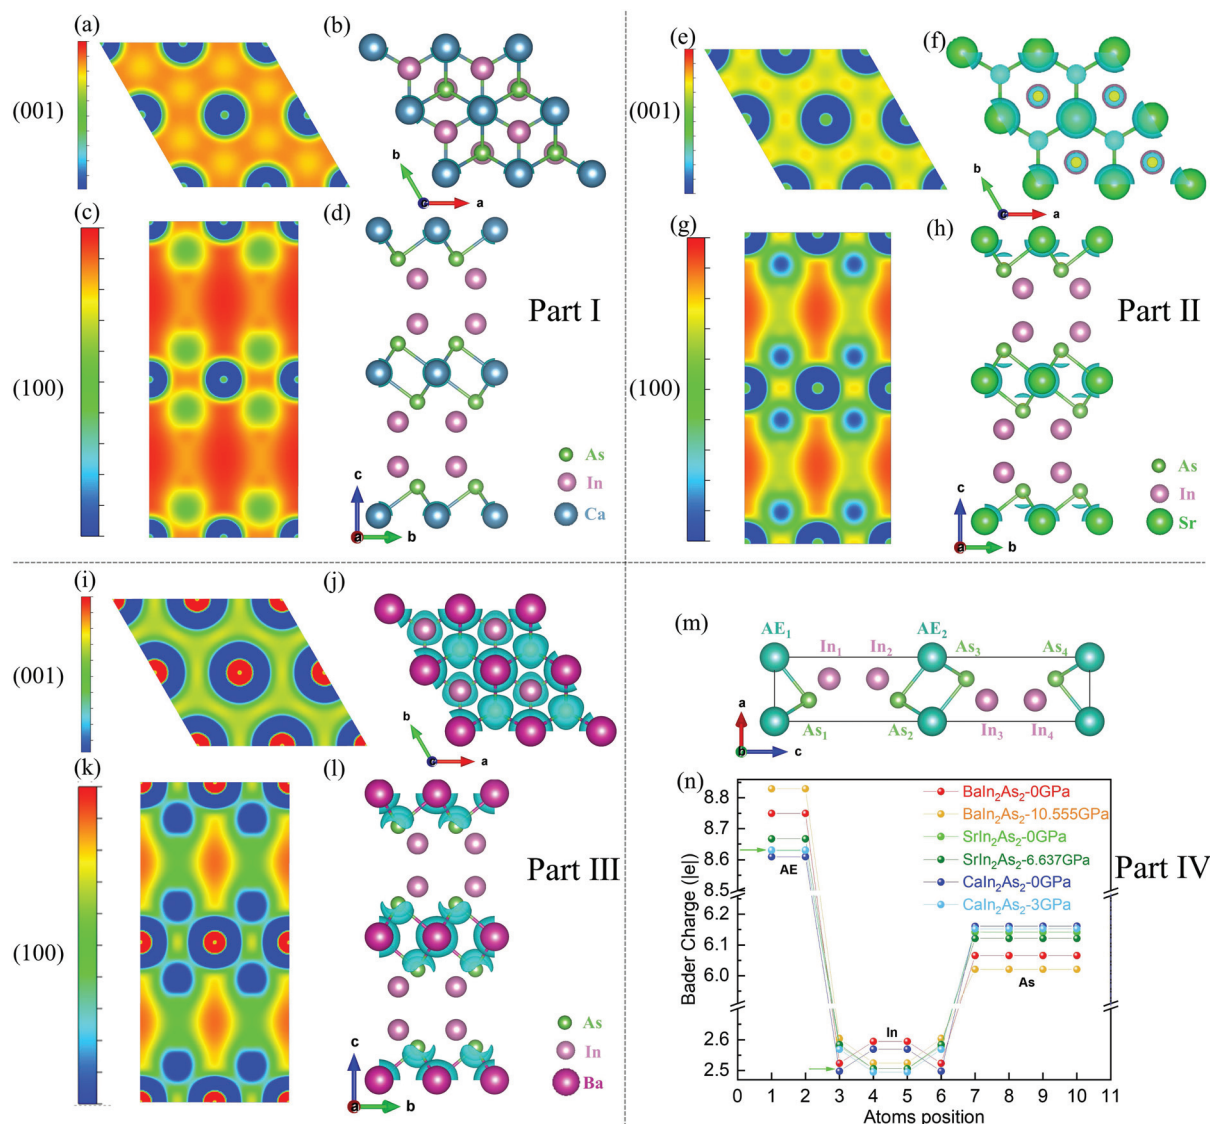 (a)
(b)
(001)
b
c
a
(c)
(d)
(100)
Part I
As
In
Ca
c
a
b
(e)
(f)
(001)
b
c
a
(g)
(h)
(100)
Part II
As
In
Sr
c
a
b
(i)
(j)
(001)
b
c
a
(k)
(l)
(100)
Part III
As
In
Ba
c
a
b
(m)
AE₁ In₁ In₂ AE₂ As₃ As₄
As₁ As₂ In₃ In₄
a
b
c
(n)
Part IV
Bader Charge (|e|)
8.8
8.7
8.6
8.5
6.2
6.1
6.0
2.6
2.5
BaIn₂As₂-0GPa
BaIn₂As₂-10.555GPa
SrIn₂As₂-0GPa
SrIn₂As₂-6.637GPa
CaIn₂As₂-0GPa
CaIn₂As₂-3GPa
AE
In
As
0 1 2 3 4 5 6 7 8 9 10 11
Atoms position